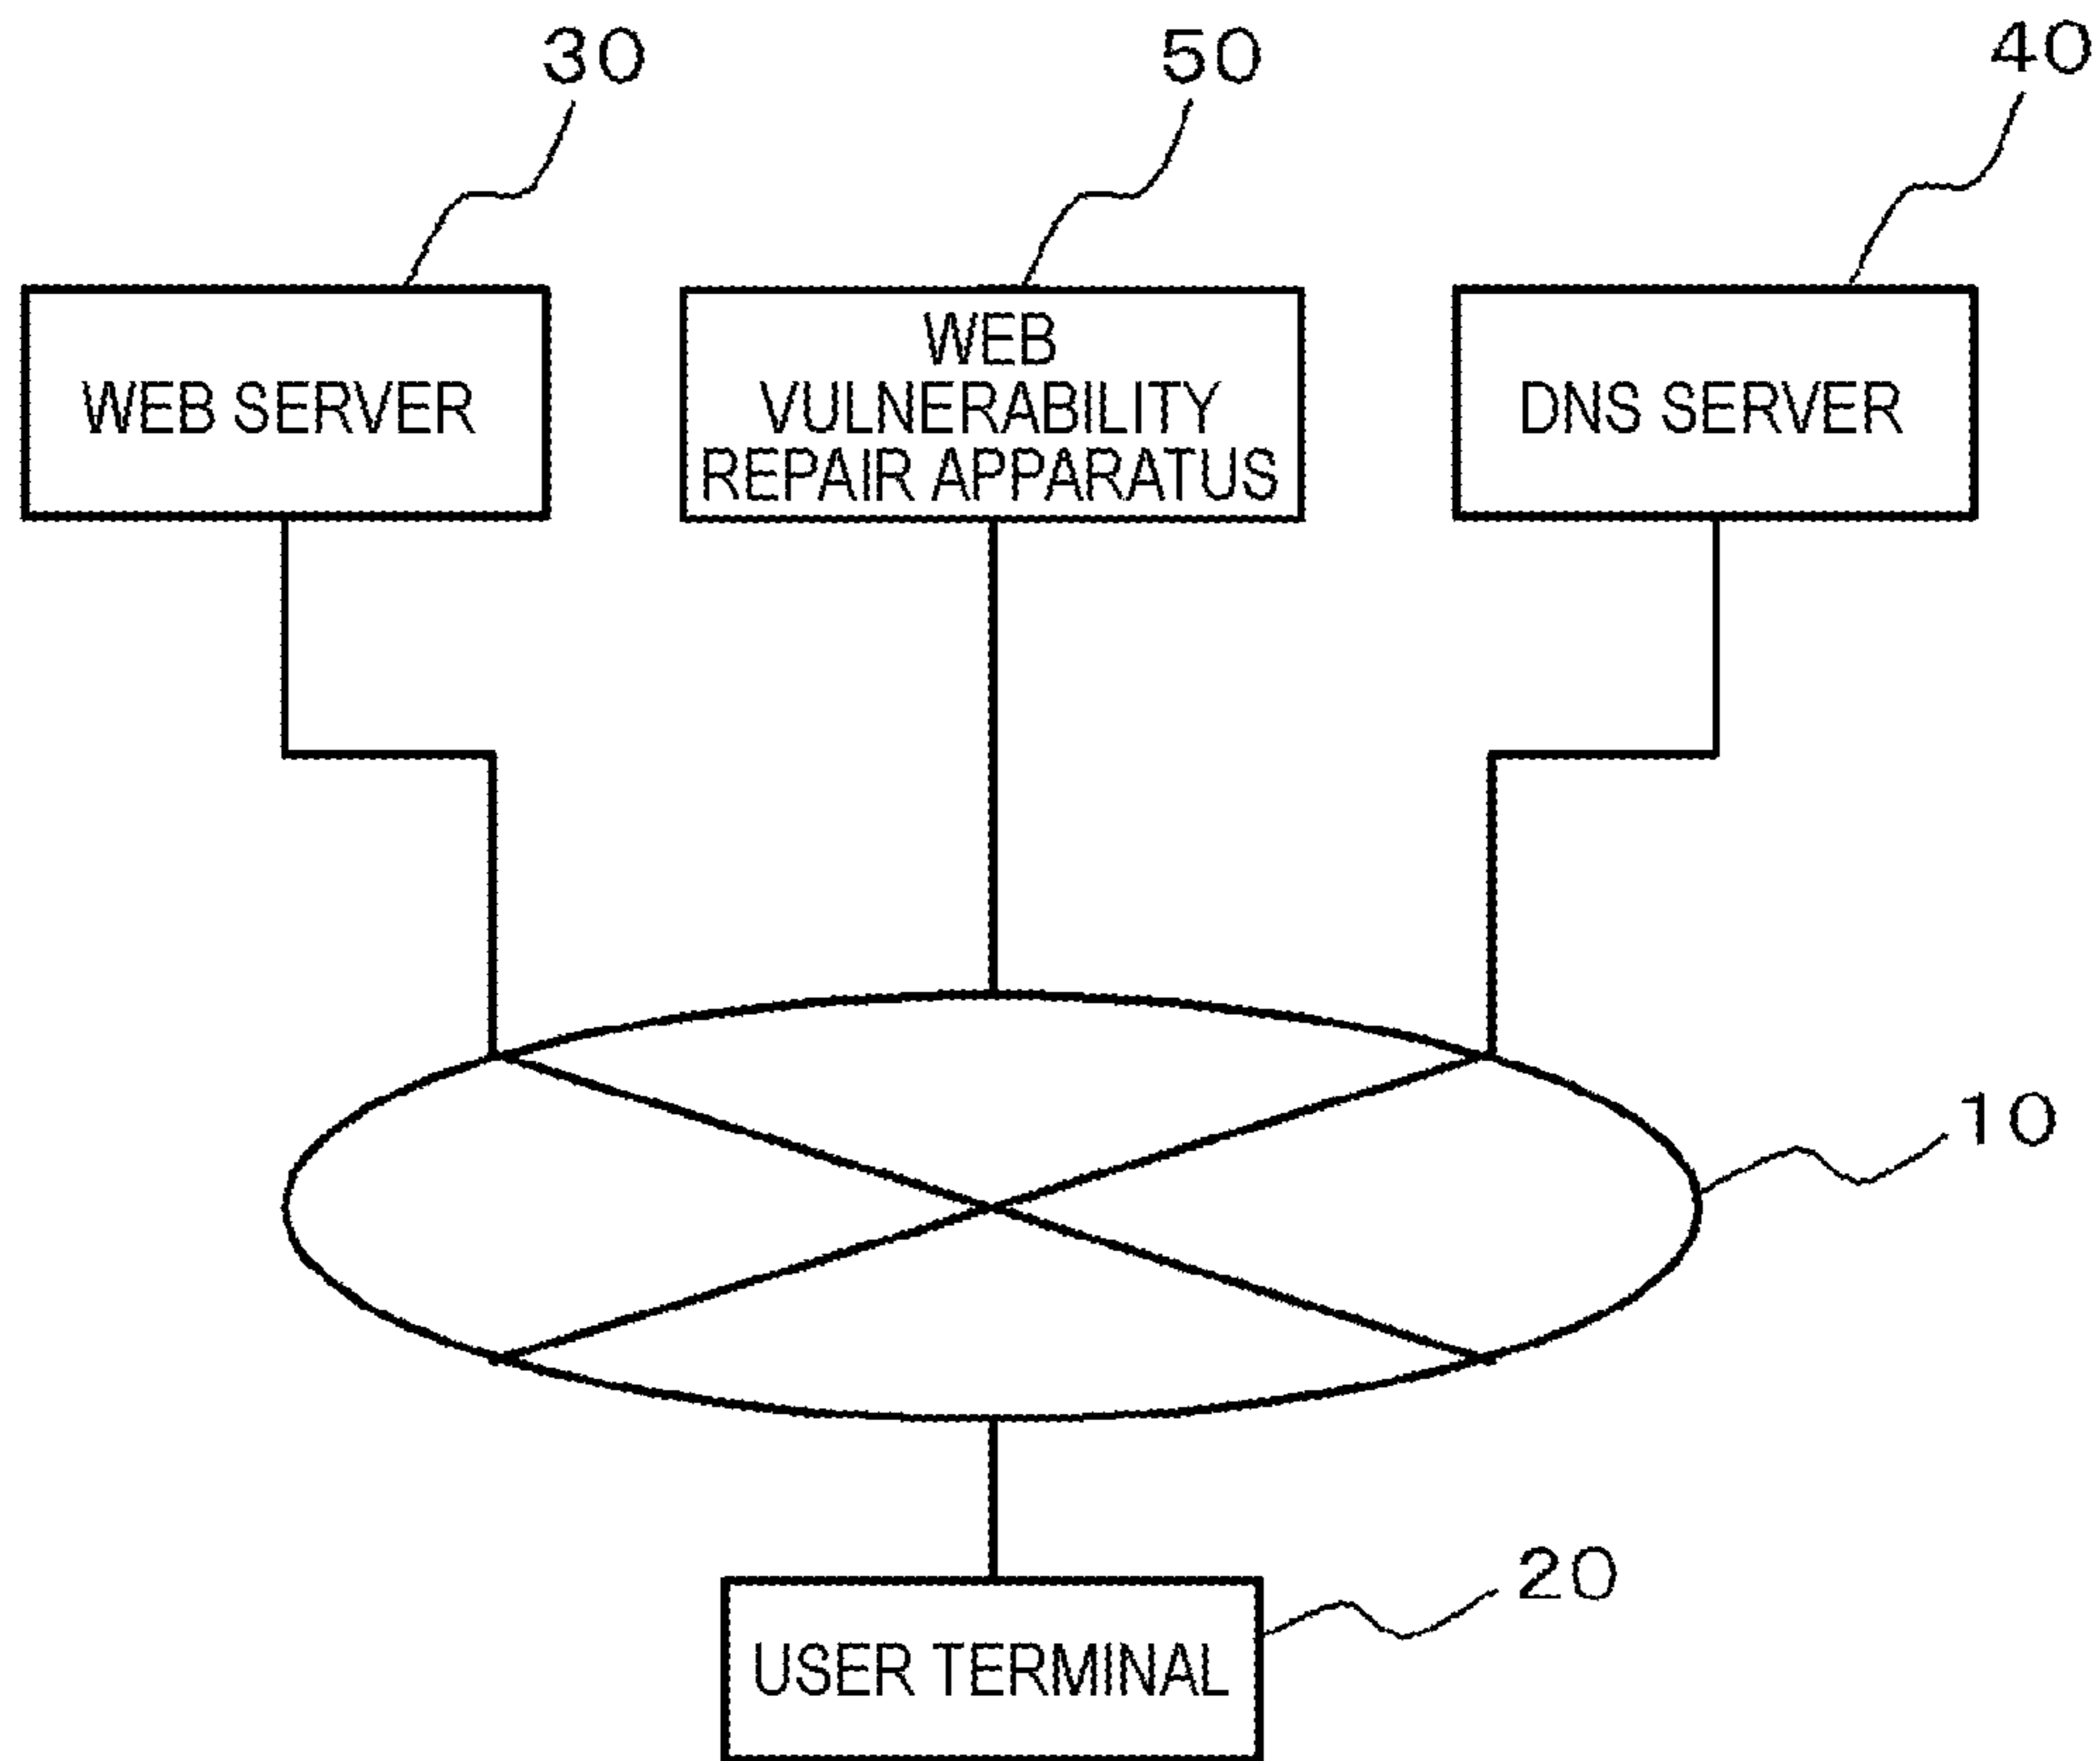 30
50
40
WEB SERVER
WEB
VULNERABILITY
REPAIR APPARATUS
DNS SERVER
10
20
USER TERMINAL